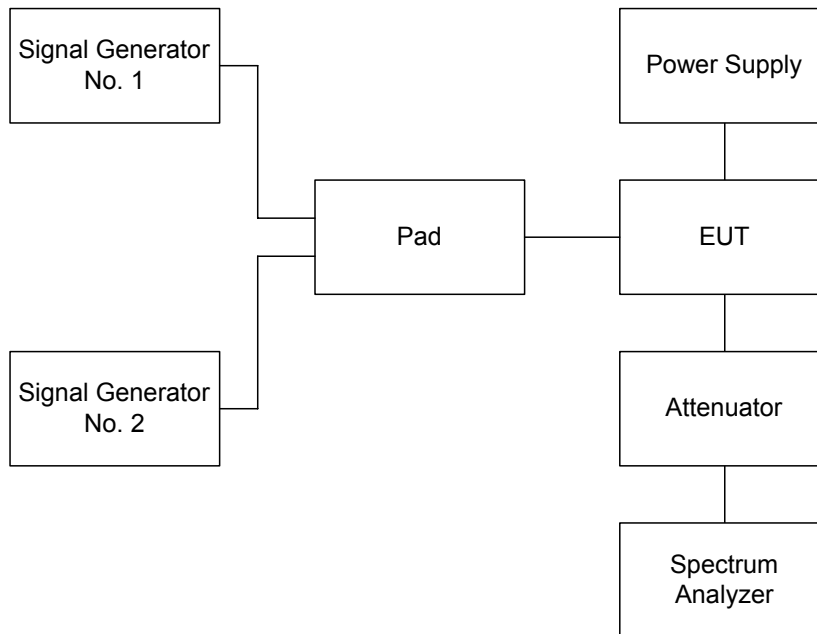 Signal Generator
No. 1
Power Supply
Pad
EUT
Signal Generator
No. 2
Attenuator
Spectrum
Analyzer